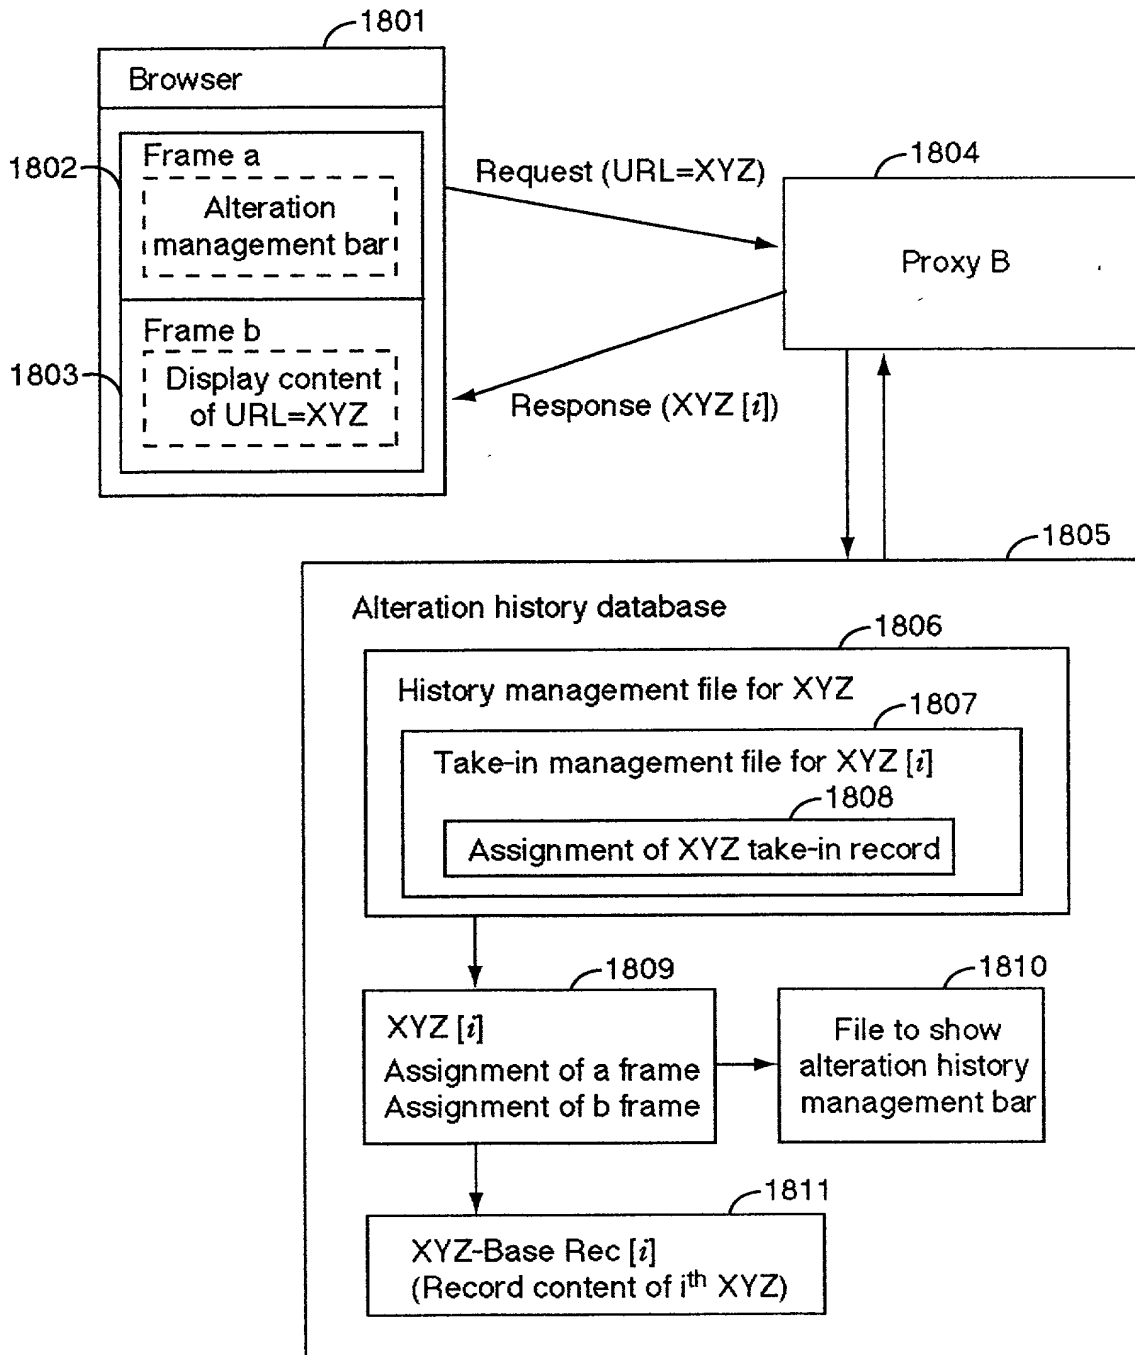 1801
Browser
1802
Frame a
Alteration
management bar
Request (URL=XYZ)
1804
Proxy B
1803
Frame b
Display content
of URL=XYZ
Response (XYZ [i])
1805
Alteration history database
1806
History management file for XYZ
1807
Take-in management file for XYZ [i]
1808
Assignment of XYZ take-in record
1809
XYZ [i]
Assignment of a frame
Assignment of b frame
1810
File to show
alteration history
management bar
1811
XYZ-Base Rec [i]
(Record content of ith XYZ)